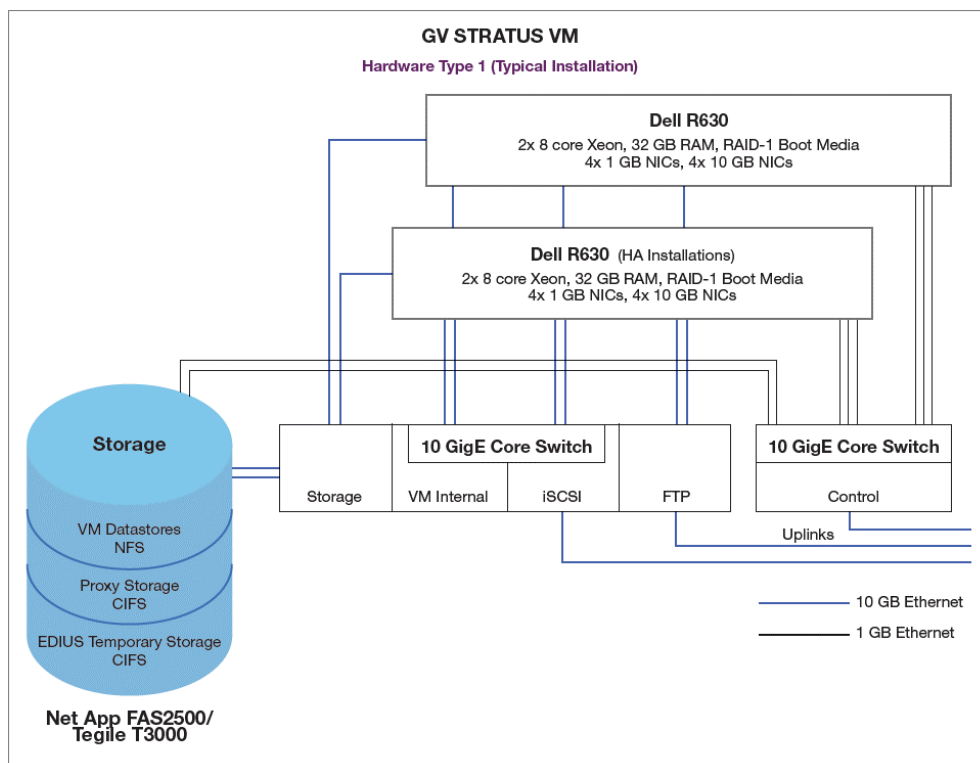 GV STRATUS VM
Hardware Type 1 (Typical Installation)
Dell R630
2x 8 core Xeon, 32 GB RAM, RAID-1 Boot Media
4x 1 GB NICs, 4x 10 GB NICs
Dell R630 (HA Installations)
2x 8 core Xeon, 32 GB RAM, RAID-1 Boot Media
4x 1 GB NICs, 4x 10 GB NICs
Storage
VM Datastores
NFS
Proxy Storage
CIFS
EDIUS Temporary Storage
CIFS
Net App FAS2500/
Tegile T3000
10 GigE Core Switch
Storage
VM Internal
iSCSI
FTP
10 GigE Core Switch
Control
Uplinks
10 GB Ethernet
1 GB Ethernet